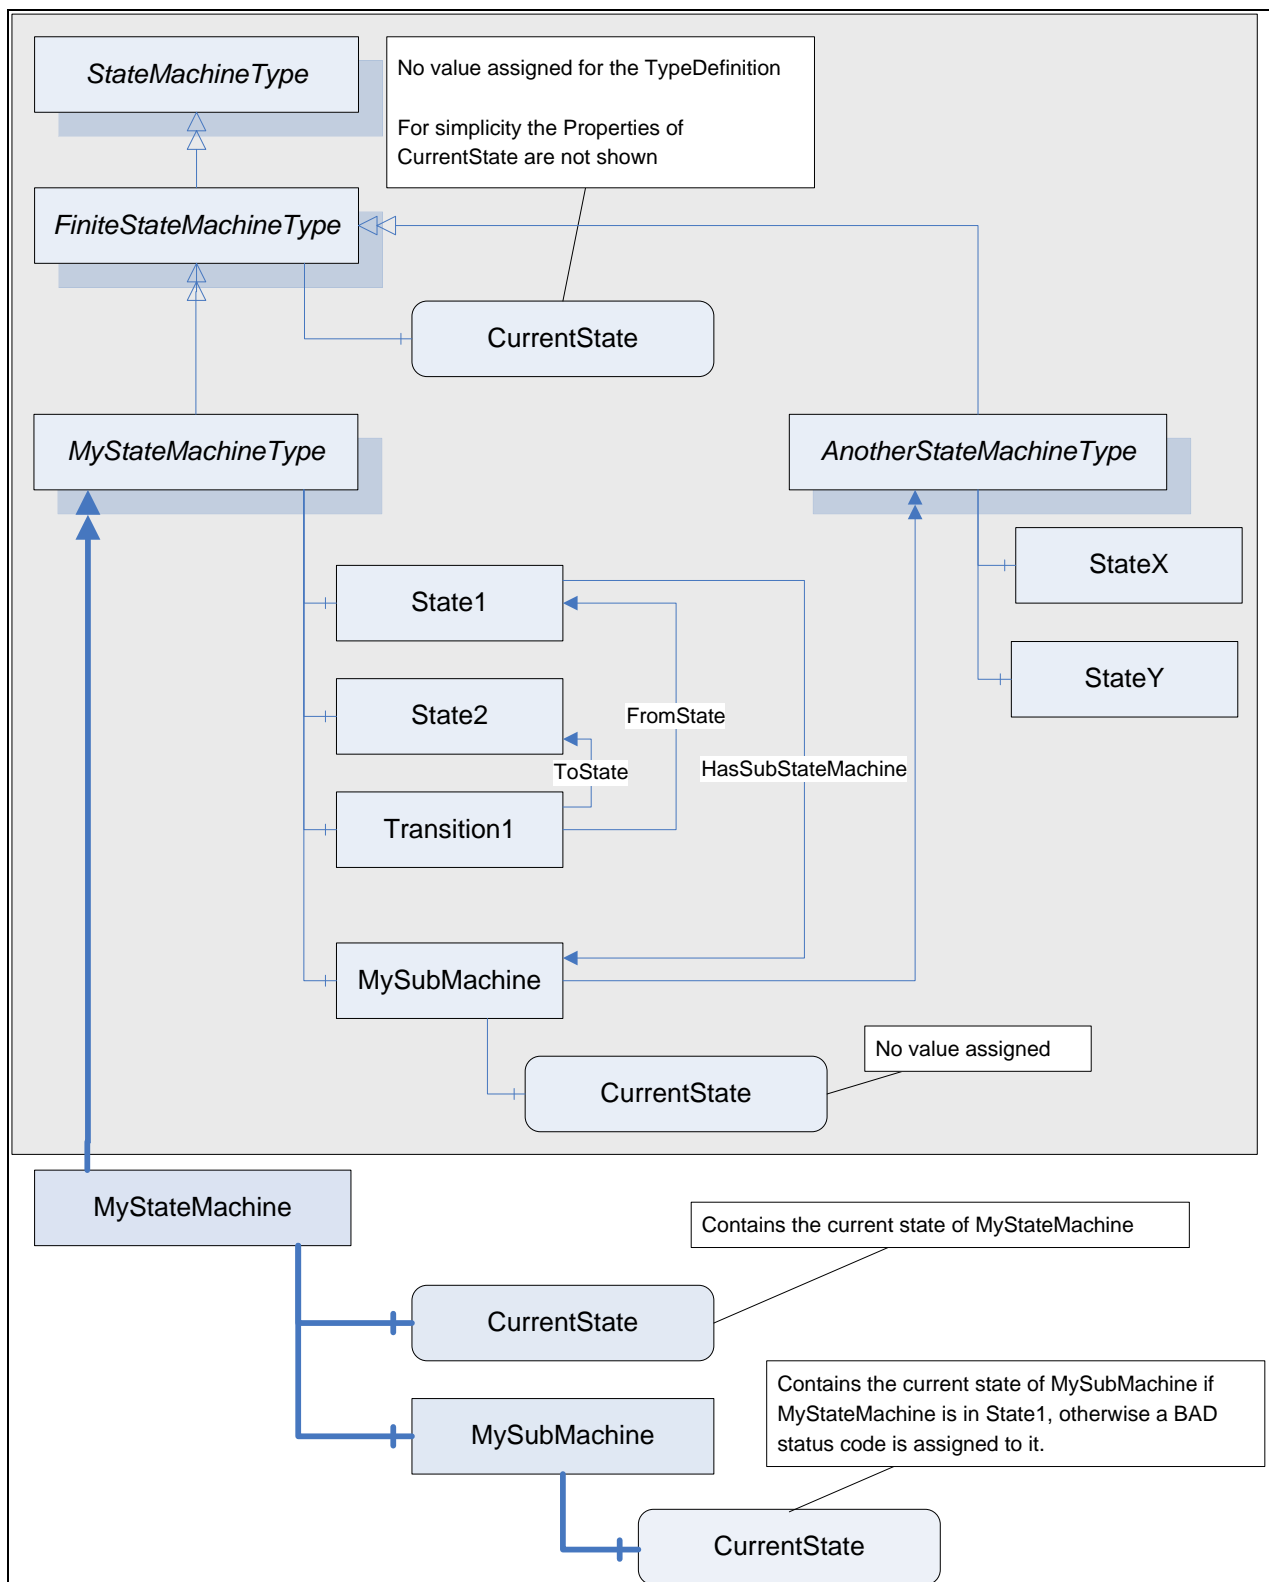 StateMachineType
No value assigned for the TypeDefinition
For simplicity the Properties of
CurrentState are not shown
FiniteStateMachineType
CurrentState
MyStateMachineType
AnotherStateMachineType
StateX
State1
StateY
State2
FromState
ToState
HasSubStateMachine
Transition1
MySubMachine
No value assigned
CurrentState
MyStateMachine
Contains the current state of MyStateMachine
CurrentState
Contains the current state of MySubMachine if
MyStateMachine is in State1, otherwise a BAD
status code is assigned to it.
MySubMachine
CurrentState